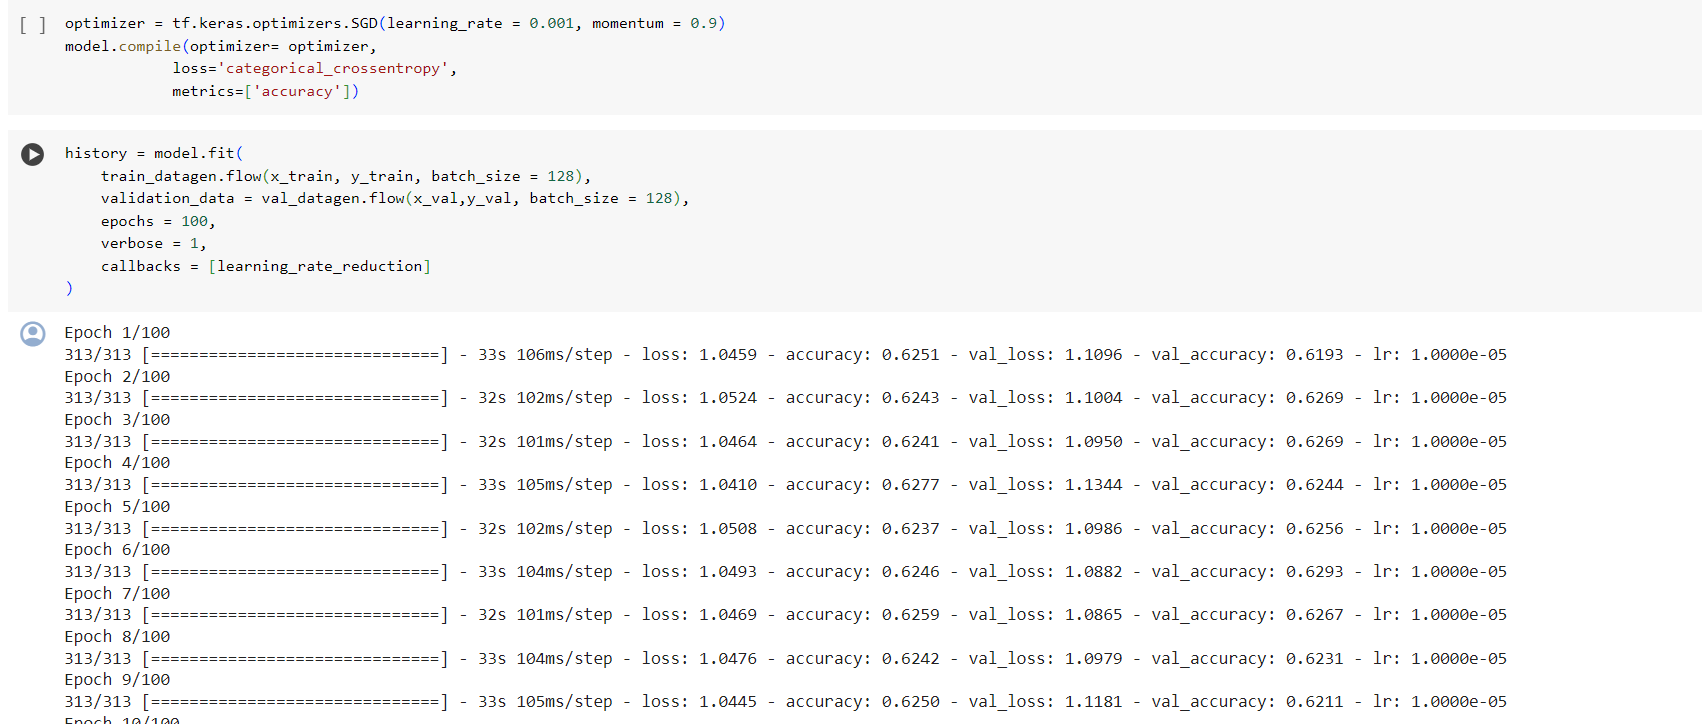 [ ] optimizer = tf.keras.optimizers.SGD(learning_rate = 0.001, momentum = 0.9)
model.compile(optimizer= optimizer,
loss='categorical_crossentropy',
metrics=['accuracy'])
history = model.fit(
train_datagen.flow(x_train, y_train, batch_size = 128),
validation_data = val_datagen.flow(x_val,y_val, batch_size = 128),
epochs = 100,
verbose = 1,
callbacks = [learning_rate_reduction]
)
Epoch 1/100
313/313 [==============================] - 33s 106ms/step - loss: 1.0459 - accuracy: 0.6251 - val_loss: 1.1096 - val_accuracy: 0.6193 - lr: 1.0000e-05
Epoch 2/100
313/313 [==============================] - 32s 102ms/step - loss: 1.0524 - accuracy: 0.6243 - val_loss: 1.1004 - val_accuracy: 0.6269 - lr: 1.0000e-05
Epoch 3/100
313/313 [==============================] - 32s 101ms/step - loss: 1.0464 - accuracy: 0.6241 - val_loss: 1.0950 - val_accuracy: 0.6269 - lr: 1.0000e-05
Epoch 4/100
313/313 [==============================] - 33s 105ms/step - loss: 1.0410 - accuracy: 0.6277 - val_loss: 1.1344 - val_accuracy: 0.6244 - lr: 1.0000e-05
Epoch 5/100
313/313 [==============================] - 32s 102ms/step - loss: 1.0508 - accuracy: 0.6237 - val_loss: 1.0986 - val_accuracy: 0.6256 - lr: 1.0000e-05
Epoch 6/100
313/313 [==============================] - 33s 104ms/step - loss: 1.0493 - accuracy: 0.6246 - val_loss: 1.0882 - val_accuracy: 0.6293 - lr: 1.0000e-05
Epoch 7/100
313/313 [==============================] - 32s 101ms/step - loss: 1.0469 - accuracy: 0.6259 - val_loss: 1.0865 - val_accuracy: 0.6267 - lr: 1.0000e-05
Epoch 8/100
313/313 [==============================] - 33s 104ms/step - loss: 1.0476 - accuracy: 0.6242 - val_loss: 1.0979 - val_accuracy: 0.6231 - lr: 1.0000e-05
Epoch 9/100
313/313 [==============================] - 33s 105ms/step - loss: 1.0445 - accuracy: 0.6250 - val_loss: 1.1181 - val_accuracy: 0.6211 - lr: 1.0000e-05
Epoch 10/100